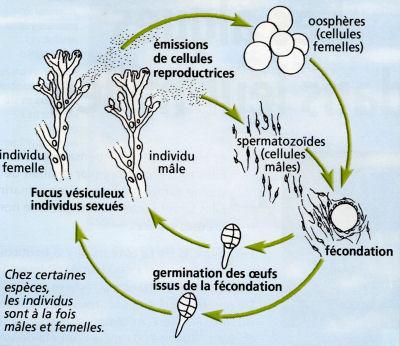 émissions
de cellules
reproductrices
oosphères
(cellules
femelles)
individu
femelle
individu
mâle
spermatozoïdes
(cellules
mâles)
Fucus vésiculeux
individus sexués
fécondation
germination des œufs
issus de la fécondation
Chez certaines
espèces,
les individus
sont à la fois
mâles et femelles.